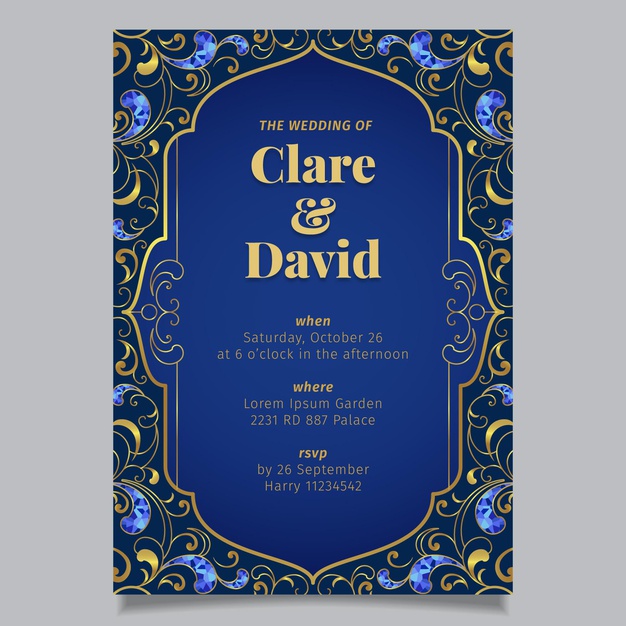 THE WEDDING OF
Clare
&
David
when
Saturday, October 26
at 6 o'clock in the afternoon
where
Lorem Ipsum Garden
2231 RD 887 Palace
rsvp
by 26 September
Harry 11234542